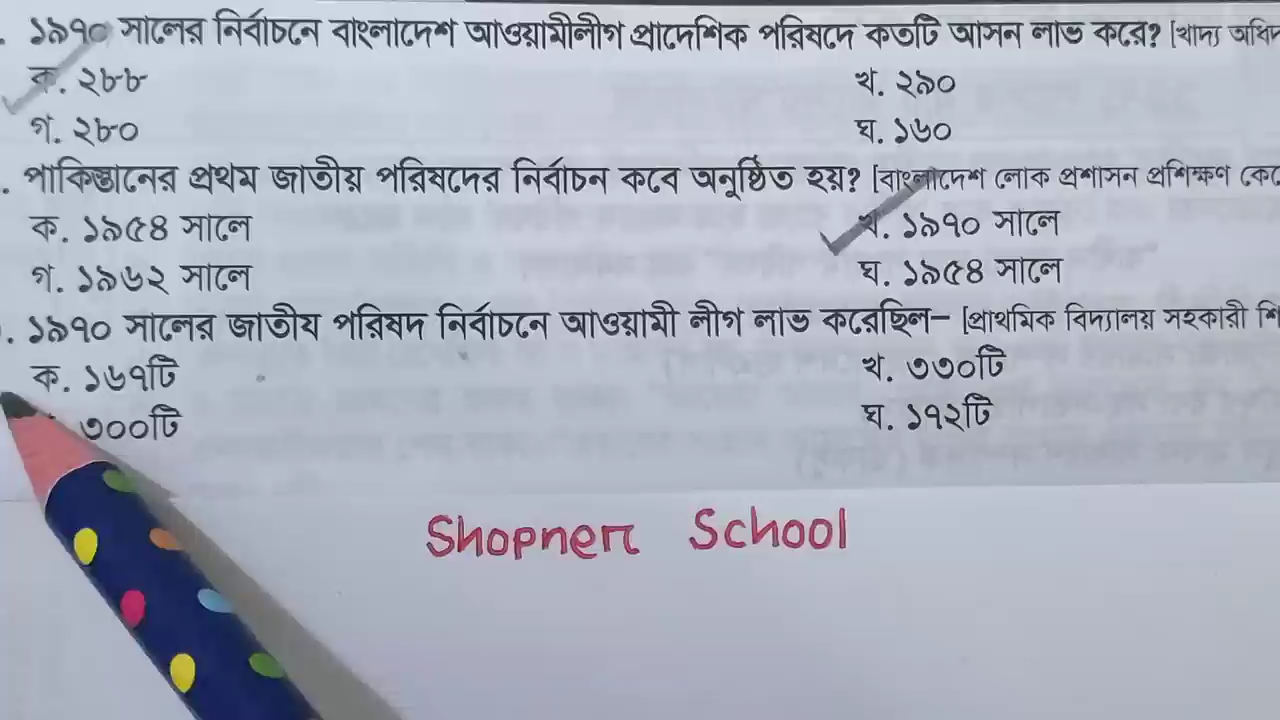 . ১৯৭০ সালের নির্বাচনে বাংলাদেশ আওয়ামীলীগ প্রাদেশিক পরিষদে কতটি আসন লাভ করে? [খাদ্য
ক. ২৮৮ খ. ২৯০
গ. ২৮০ ঘ. ১৬০
. পাকিস্তানের প্রথম জাতীয় পরিষদের নির্বাচন কবে অনুষ্ঠিত হয়? [বাংলাদেশ লোক প্রশাসন প্রশিক্ষণ
ক. ১৯৫৪ সালে খ. ১৯৭০ সালে
গ. ১৯৬২ সালে ঘ. ১৯৫৪ সালে
. ১৯৭০ সালের জাতীয পরিষদ নির্বাচনে আওয়ামী লীগ লাভ করেছিল– [প্রাথমিক বিদ্যালয় সহকারী
ক. ১৬৭টি খ. ৩৩০টি
৩০০টি ঘ. ১৭২টি
Shopner School